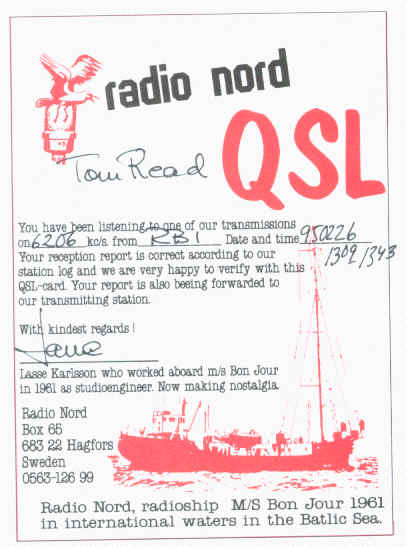 radio nord
QSL
Tom Read
You have been listening to one of our transmissions
on 6206 kc/s from RBI Date and time 950226
1309/1343
Your reception report is correct according to our
station log and we are very happy to verify with this
QSL-card. Your report is also beeing forwarded to
our transmitting station.
With kindest regards!
Lasse Karlsson who worked aboard m/s Bon Jour
in 1961 as studioengineer. Now making nostalgia
Radio Nord
Box 65
683 22 Hagfors
Sweden
0563-126 99
Radio Nord, radioship M/S Bon Jour 1961
in international waters in the Batlic Sea.